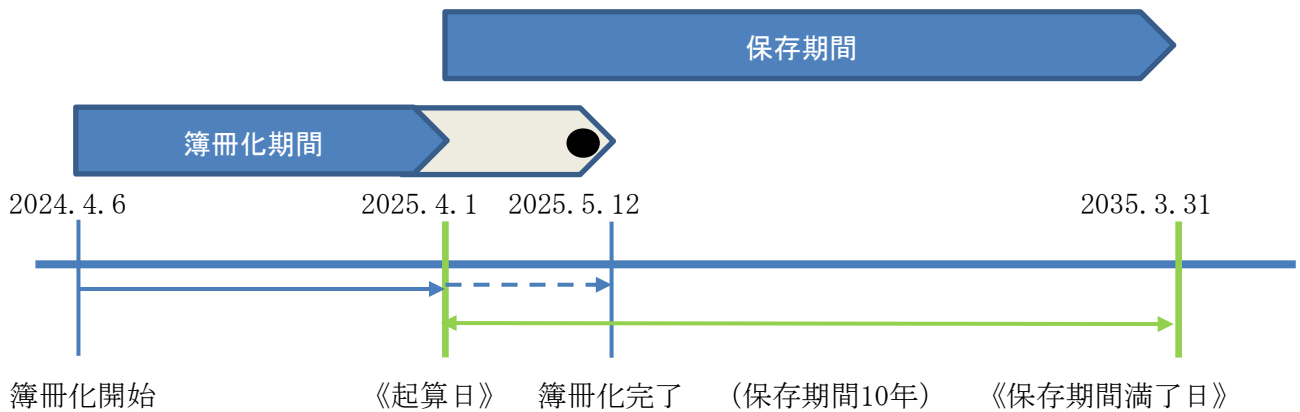 保存期間
簿冊化期間
2024.4.6
2025.4.1
2025.5.12
2035.3.31
簿冊化開始
《起算日》
簿冊化完了
(保存期間10年)
《保存期間満了日》